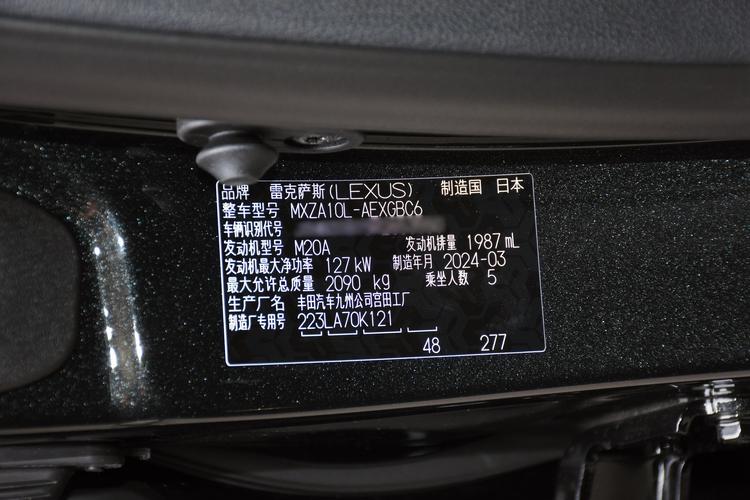 品牌 雷克萨斯(LEXUS) 制造国 日本
整车型号 MXZA10L-AEXGBC6
车辆识别代号
发动机型号 M20A 发动机排量 1987 mL
发动机最大净功率 127 kW 制造年月 2024-03
最大允许总质量 2090 kg 乘坐人数 5
生产厂名 丰田汽车九州公司宫田工厂
制造厂专用号 223LA70K121
48 277